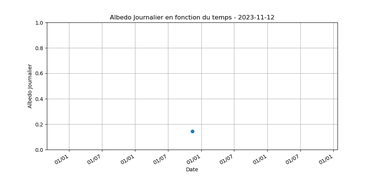 Albedo Journalier en fonction du temps - 2023-11-12
1.0
0.8
0.6
0.4
0.2
0.0
Albedo Journalier
01/01 01/07 01/01 01/07 01/01 01/07 01/01 01/07 01/01
Date